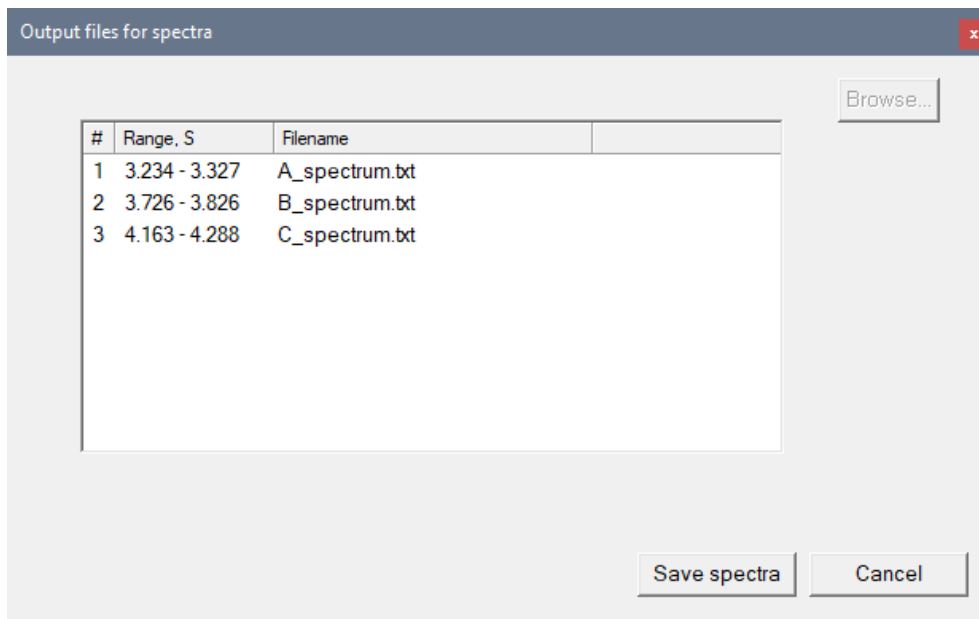 Output files for spectra
x
Browse...
# Range, S Filename
1 3.234 - 3.327 A_spectrum.txt
2 3.726 - 3.826 B_spectrum.txt
3 4.163 - 4.288 C_spectrum.txt
Save spectra Cancel